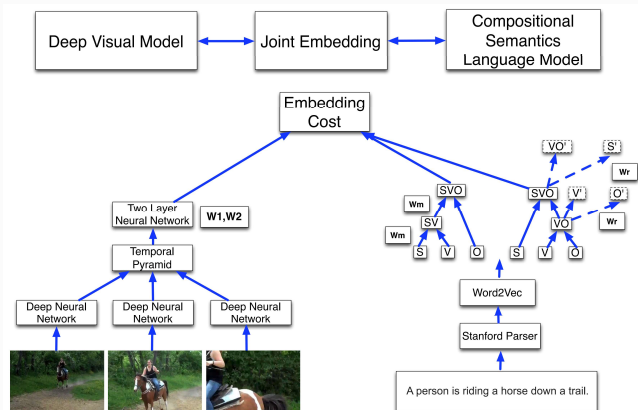 Deep Visual Model
Joint Embedding
Compositional
Semantics
Language Model
Embedding
Cost
VO'
S'
Wr
SVO
SVO
V'
O'
Two Layer
Neural Network
W1,W2
Wm
SV
VO
Wr
Wm
S
V
O
S
V
O
Temporal
Pyramid
Word2Vec
Deep Neural
Network
Deep Neural
Network
Deep Neural
Network
Stanford Parser
A person is riding a horse down a trail.